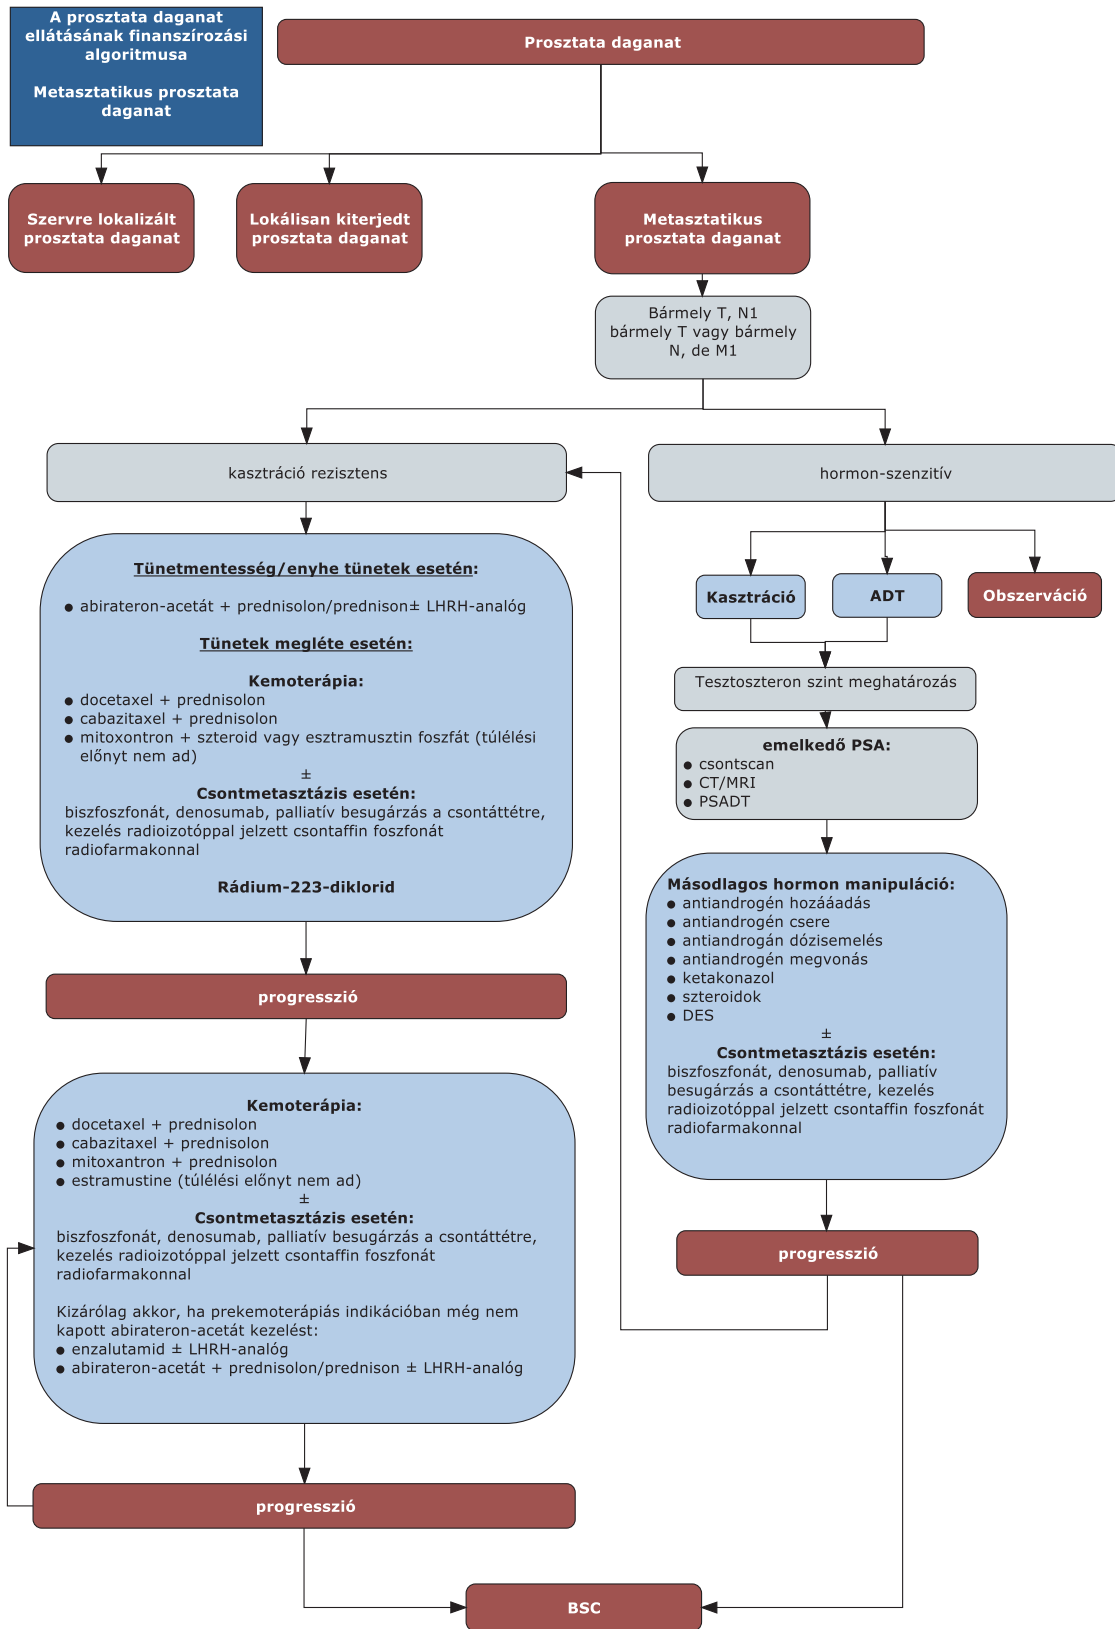 A prosztata daganat
ellátásának finanszírozási
algoritmusa
Metasztatikus prosztata
daganat
Prosztata daganat
Szervre lokalizált
prosztata daganat
Lokálisan kiterjedt
prosztata daganat
Metasztatikus
prosztata daganat
Bármely T, N1
bármely T vagy bármely
N, de M1
kasztráció rezisztens
hormon-szenzitív
Tünetmentesség/enyhe tünetek esetén:
● abirateron-acetát + prednisolon/prednison± LHRH-analóg
Tünetek megléte esetén:
Kemoterápia:
● docetaxel + prednisolon
● cabazitaxel + prednisolon
● mitoxontron + szteroid vagy esztramusztin foszfát (túlélési
előnyt nem ad)
±
Csontmetasztázis esetén:
biszfoszfonát, denosumab, palliatív besugárzás a csontáttétre,
kezelés radioizotóppal jelzett csontaffin foszfonát
radiofarmakonnal
Rádium-223-diklorid
progresszió
Kemoterápia:
● docetaxel + prednisolon
● cabazitaxel + prednisolon
● mitoxantron + prednisolon
● estramustine (túlélési előnyt nem ad)
±
Csontmetasztázis esetén:
biszfoszfonát, denosumab, palliatív besugárzás a csontáttétre,
kezelés radioizotóppal jelzett csontaffin foszfonát
radiofarmakonnal
Kizárólag akkor, ha prekemoterápiás indikációban még nem
kapott abirateron-acetát kezelést:
● enzalutamid ± LHRH-analóg
● abirateron-acetát + prednisolon/prednison ± LHRH-analóg
progresszió
Kasztráció
ADT
Obszerváció
Tesztoszteron szint meghatározás
emelkedő PSA:
● csontscan
● CT/MRI
● PSADT
Másodlagos hormon manipuláció:
● antiandrogén hozááadás
● antiandrogén csere
● antiandrogán dózisemelés
● antiandrogén megvonás
● ketakonazol
● szteroidok
● DES
±
Csontmetasztázis esetén:
biszfoszfonát, denosumab, palliatív
besugárzás a csontáttétre, kezelés
radioizotóppal jelzett csontaffin foszfonát
radiofarmakonnal
progresszió
BSC